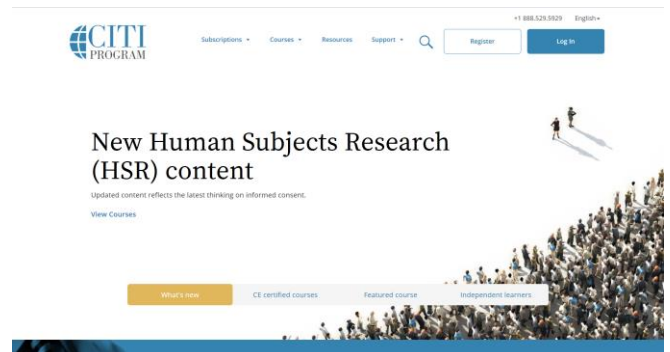 +1 888.529.5929 English
CITI
PROGRAM
Subscriptions Courses Resources Support Register Log In
New Human Subjects Research
(HSR) content
Updated content reflects the latest thinking on informed consent.
View Courses
What's new CE certified courses Featured course Independent learners